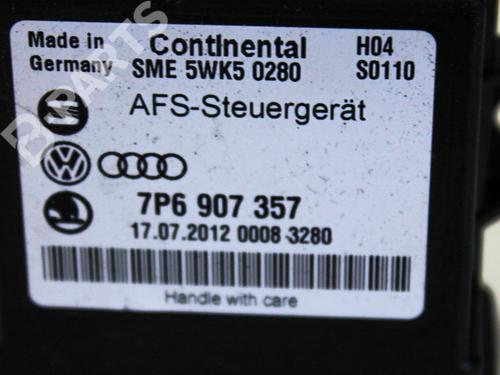 Made in Continental H04
Germany SME 5WK5 0280 S0110
AFS-Steuergerät
7P6 907 357
17.07.2012 0008 3280
Handle with care
B-PARTS